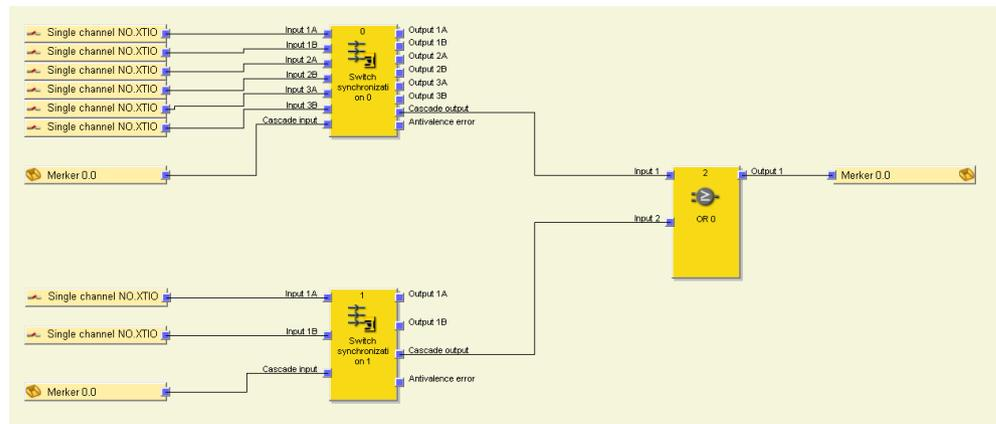 Single channel NO.XTIO
Single channel NO.XTIO
Single channel NO.XTIO
Single channel NO.XTIO
Single channel NO.XTIO
Single channel NO.XTIO
Merker 0.0
Input 1A
Input 1B
Input 2A
Input 2B
Input 3A
Input 3B
Cascade input
0
Switch
synchronizati
on 0
Output 1A
Output 1B
Output 2A
Output 2B
Output 3A
Output 3B
Cascade output
Antivalence error
Input 1
Input 2
2
OR 0
Output 1
Merker 0.0
Single channel NO.XTIO
Single channel NO.XTIO
Merker 0.0
Input 1A
Input 1B
Cascade input
1
Switch
synchronizati
on 1
Output 1A
Output 1B
Cascade output
Antivalence error